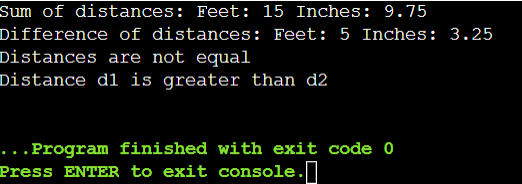 Sum of distances: Feet: 15 Inches: 9.75
Difference of distances: Feet: 5 Inches: 3.25
Distances are not equal
Distance d1 is greater than d2
...Program finished with exit code 0
Press ENTER to exit console.